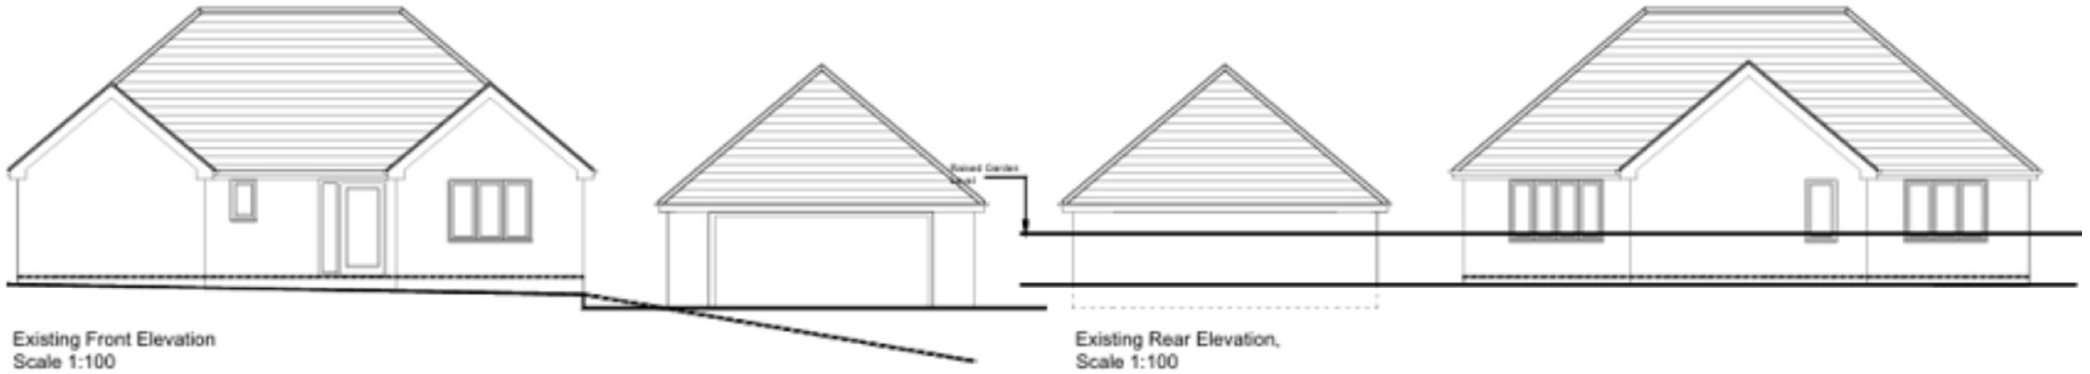 Raised Garden
Level
Existing Front Elevation
Scale 1:100
Existing Rear Elevation,
Scale 1:100